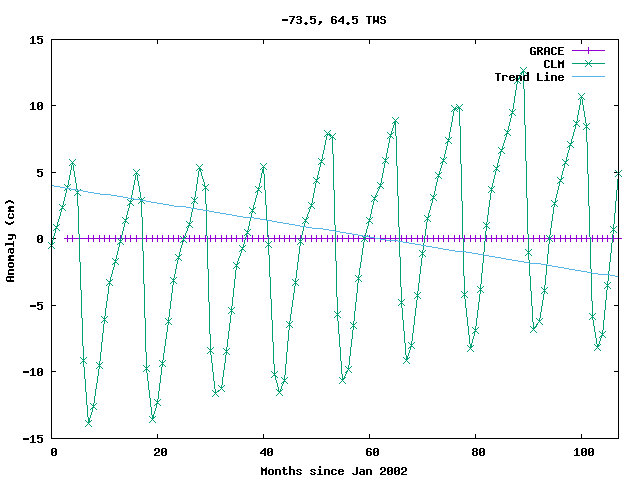 -73.5, 64.5 TWS
GRACE
CLM
Trend Line
15
10
5
0
-5
-10
-15
Anomaly (cm)
0 20 40 60 80 100
Months since Jan 2002